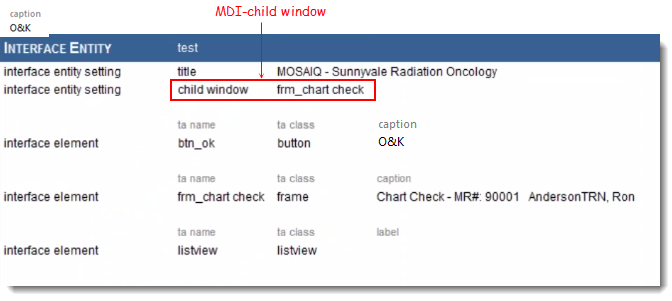 MDI-child window
caption
O&K
INTERFACE ENTITY test
interface entity setting title MOSAIQ - Sunnyvale Radiation Oncology
interface entity setting child window frm_chart check
ta name ta class caption
interface element btn_ok button O&K
ta name ta class caption
interface element frm_chart check frame Chart Check - MR#: 90001 AndersonTRN, Ron
ta name ta class label
interface element listview listview